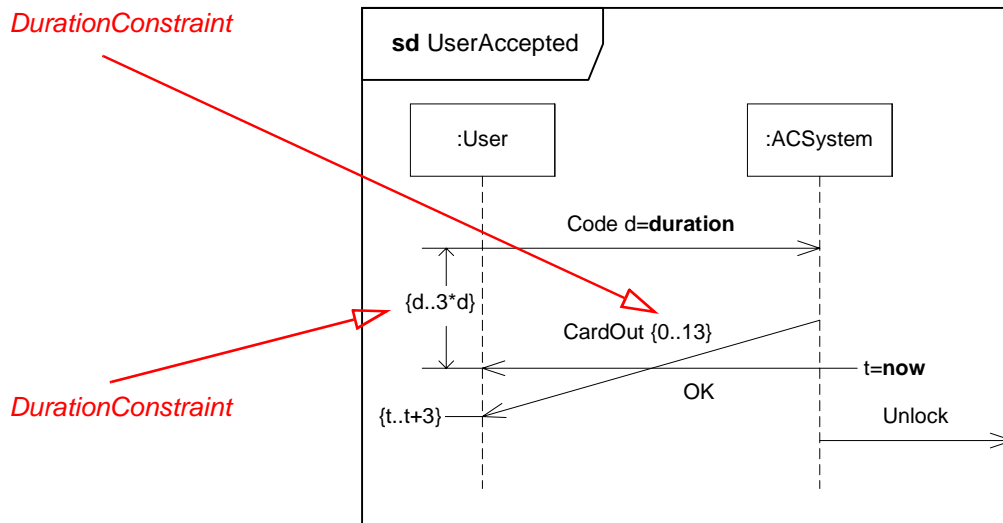 DurationConstraint
sd UserAccepted
:User
:ACSystem
Code d=duration
{d..3*d}
CardOut {0..13}
t=now
OK
DurationConstraint
{t..t+3}
Unlock